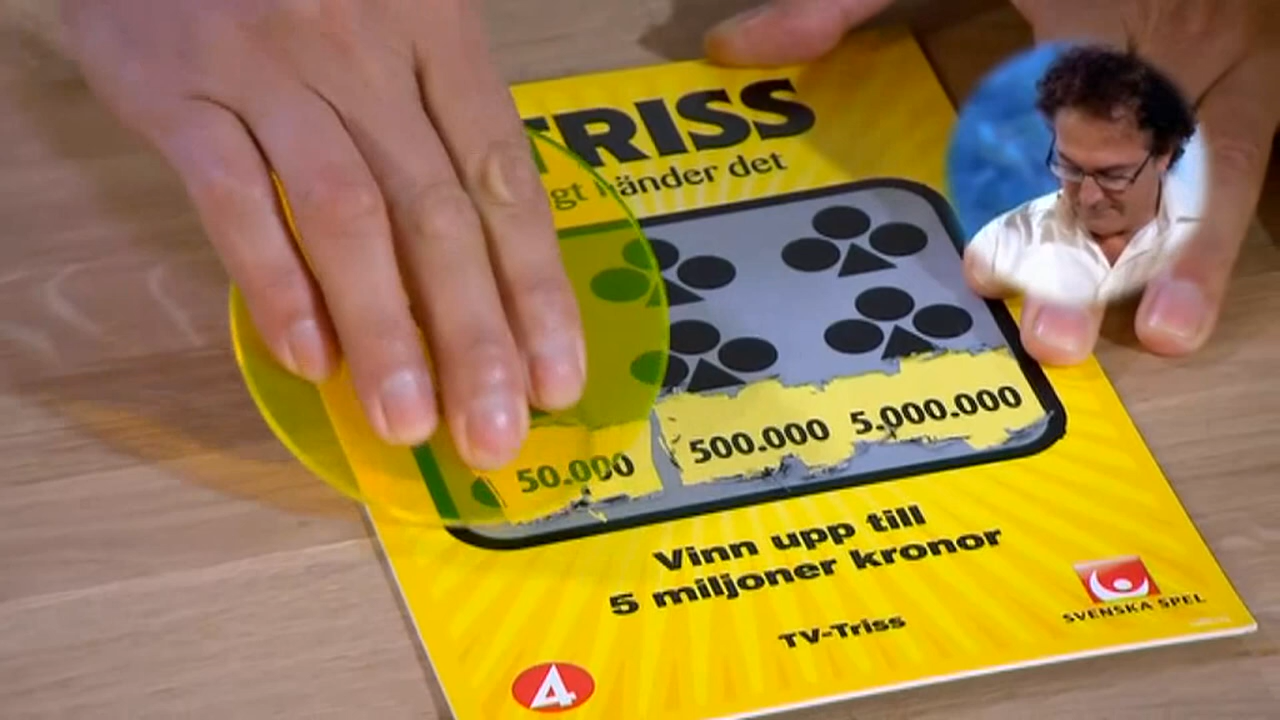 TRISS
gt händer det
50.000 500.000 5.000.000
Vinn upp till
5 miljoner kronor
TV-Triss
SVENSKA SPEL
4